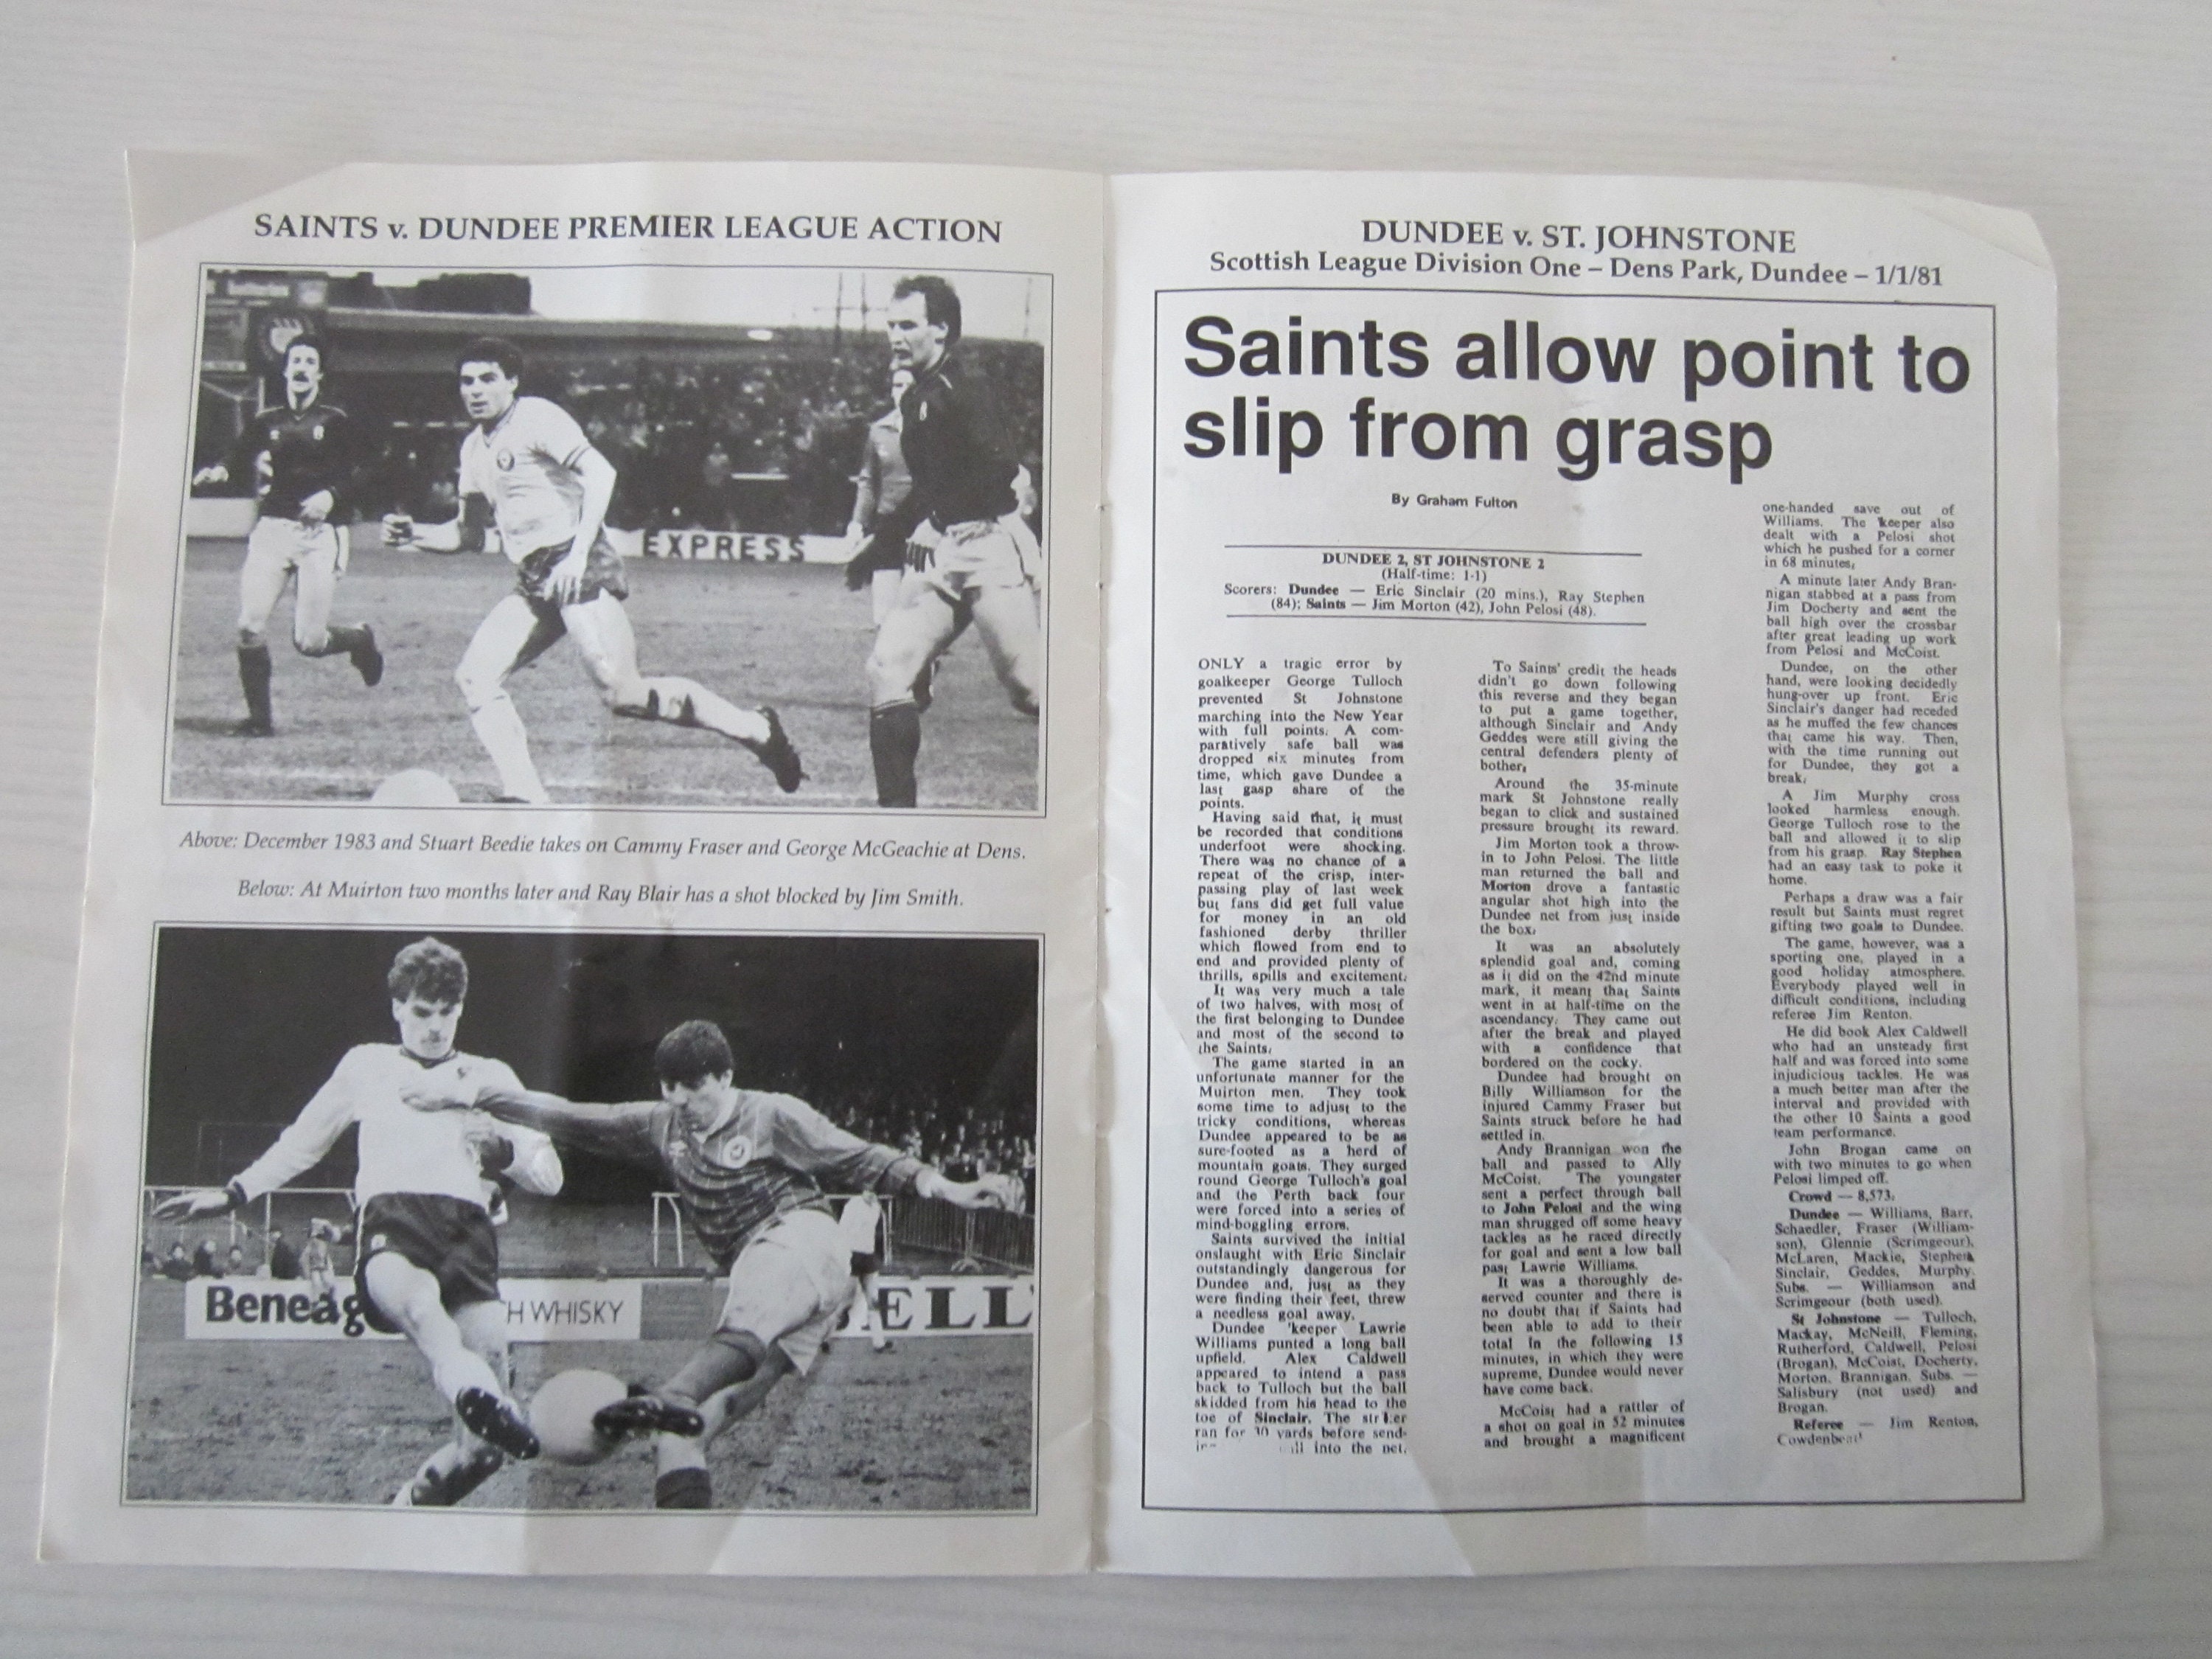 SAINTS v. DUNDEE PREMIER LEAGUE ACTION
EXPRESS
Above: December 1983 and Stuart Beedie takes on Cammy Fraser and George McGeachie at Dens.
Below: At Muirton two months later and Ray Blair has a shot blocked by Jim Smith.
Beneag
H WHISKY
ELL
DUNDEE v. ST. JOHNSTONE
Scottish League Division One – Dens Park, Dundee – 1/1/81
Saints allow point to
slip from grasp
By Graham Fulton
DUNDEE 2, ST JOHNSTONE 2
(Half-time: 1-1)
Scorers: Dundee — Eric Sinclair (20 mins.), Ray Stephen
(84); Saints — Jim Morton (42), John Pelosi (48).
ONLY a tragic error by
goalkeeper George Tulloch
prevented St Johnstone
marching into the New Year
with full points. A com-
paratively safe ball was
dropped six minutes from
time, which gave Dundee a
last gasp share of the
points.
Having said that, it must
be recorded that conditions
underfoot were shocking.
There was no chance of a
repeat of the crisp, inter-
passing play of last week
but fans did get full value
for money in an old
fashioned derby thriller
which flowed from end to
end and provided plenty of
thrills, spills and excitement.
It was very much a tale
of two halves, with most of
the first belonging to Dundee
and most of the second to
the Saints.
The game started in an
unfortunate manner for the
Muirton men. They took
some time to adjust to the
tricky conditions, whereas
Dundee appeared to be as
sure-footed as a herd of
mountain goats. They surged
round George Tulloch's goal
and the Perth back four
were forced into a series of
mind-boggling errors.
Saints survived the initial
onslaught with Eric Sinclair
outstandingly dangerous for
Dundee and, just as they
were finding their feet, threw
a needless goal away.
Dundee 'keeper Lawrie
Williams punted a long ball
upfield. Alex Caldwell
appeared to intend a pass
back to Tulloch but the ball
skidded from his head to the
toe of Sinclair. The striker
ran for 30 yards before send-
into the net.
To Saints' credit the heads
didn't go down following
this reverse and they began
to put a game together,
although Sinclair and Andy
Geddes were still giving the
central defenders plenty of
bother.
Around the 35-minute
mark St Johnstone really
began to click and sustained
pressure brought its reward.
Jim Morton took a throw-
in to John Pelosi. The little
man returned the ball and
Morton drove a fantastic
angular shot high into the
Dundee net from just inside
the box.
It was an absolutely
splendid goal and, coming
as it did on the 42nd minute
mark, it meant that Saints
went in at half-time on the
ascendancy. They came out
after the break and played
with a confidence that
bordered on the cocky.
Dundee had brought on
Billy Williamson for the
injured Cammy Fraser but
Saints struck before he had
settled in.
Andy Brannigan won the
ball and passed to Ally
McCoist. The youngster
sent a perfect through ball
to John Pelosi and the wing
man shrugged off some heavy
tackles as he raced directly
for goal and sent a low ball
past Lawrie Williams.
It was a thoroughly de-
served counter and there is
no doubt that if Saints had
been able to add to their
total in the following 15
minutes, in which they were
supreme, Dundee would never
have come back.
McCoist had a rattler of
a shot on goal in 52 minutes
and brought a magnificent
one-handed save out of
Williams. The 'keeper also
dealt with a Pelosi shot
which he pushed for a corner
in 68 minutes.
A minute later Andy Bran-
nigan stabbed at a pass from
Jim Docherty and sent the
ball high over the crossbar
after great leading up work
from Pelosi and McCoist.
Dundee, on the other
hand, were looking decidedly
hung-over up front. Eric
Sinclair's danger had receded
as he muffed the few chances
that came his way. Then,
with the time running out
for Dundee, they got a
break.
A Jim Murphy cross
looked harmless enough.
George Tulloch rose to the
ball and allowed it to slip
from his grasp. Ray Stephen
had an easy task to poke it
home.
Perhaps a draw was a fair
result but Saints must regret
gifting two goals to Dundee.
The game, however, was a
sporting one, played in a
good holiday atmosphere.
Everybody played well in
difficult conditions, including
referee Jim Renton.
He did book Alex Caldwell
who had an unsteady first
half and was forced into some
injudicious tackles. He was
a much better man after the
interval and provided with
the other 10 Saints a good
team performance.
John Brogan came on
with two minutes to go when
Pelosi limped off.
Crowd — 8,573.
Dundee — Williams, Barr,
Schaedler, Fraser (William-
son), Glennie (Scrimgeour),
McLaren, Mackie, Stephen,
Sinclair, Geddes, Murphy.
Subs. — Williamson and
Scrimgeour (both used).
St Johnstone — Tulloch,
Mackay, McNeill, Fleming,
Rutherford, Caldwell, Pelosi
(Brogan), McCoist, Docherty,
Morton, Brannigan. Subs. —
Salisbury (not used) and
Brogan.
Referee — Jim Renton,
Cowdenbeath